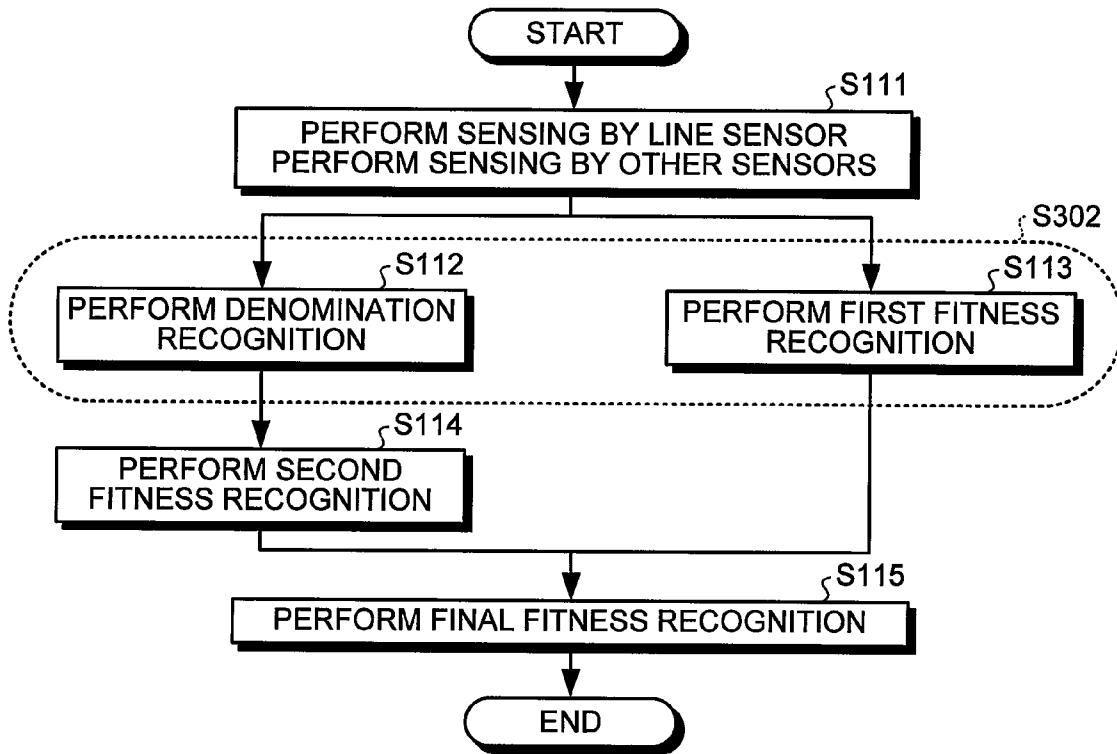 START
S111
PERFORM SENSING BY LINE SENSOR
PERFORM SENSING BY OTHER SENSORS
S302
S112
PERFORM DENOMINATION
RECOGNITION
S113
PERFORM FIRST FITNESS
RECOGNITION
S114
PERFORM SECOND
FITNESS RECOGNITION
S115
PERFORM FINAL FITNESS RECOGNITION
END